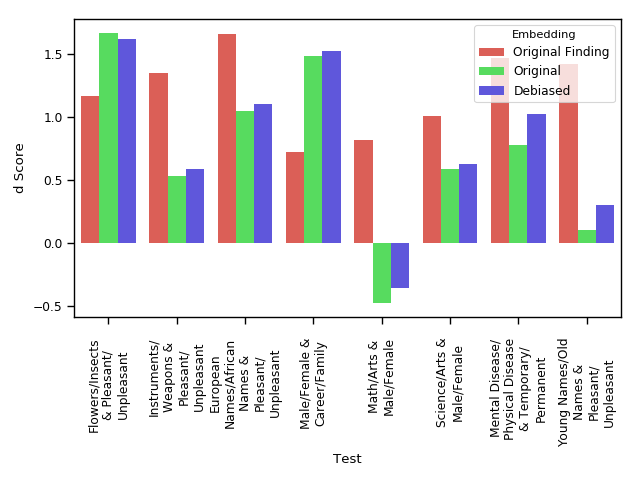 Embedding
Original Finding
Original
Debiased
d Score
1.5
1.0
0.5
0.0
−0.5
Flowers/Insects
& Pleasant/
Unpleasant
Instruments/
Weapons &
Pleasant/
Unpleasant
European
Names/African
Names &
Pleasant/
Unpleasant
Male/Female &
Career/Family
Math/Arts &
Male/Female
Science/Arts &
Male/Female
Mental Disease/
Physical Disease
& Temporary/
Permanent
Young Names/Old
Names &
Pleasant/
Unpleasant
Test